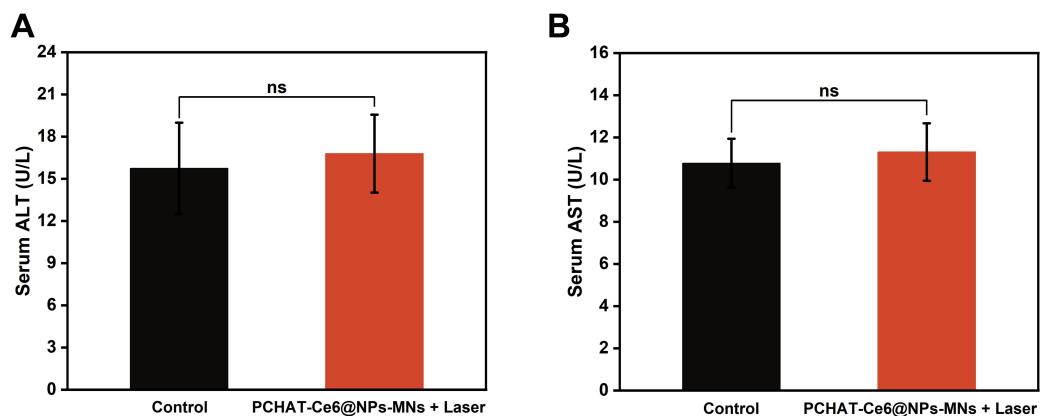 A
Serum ALT (U/L)
24
21
18
15
12
9
6
3
0
ns
Control
PCHAT-Ce6@NPs-MNs + Laser
B
Serum AST (U/L)
16
14
12
10
8
6
4
2
0
ns
Control
PCHAT-Ce6@NPs-MNs + Laser